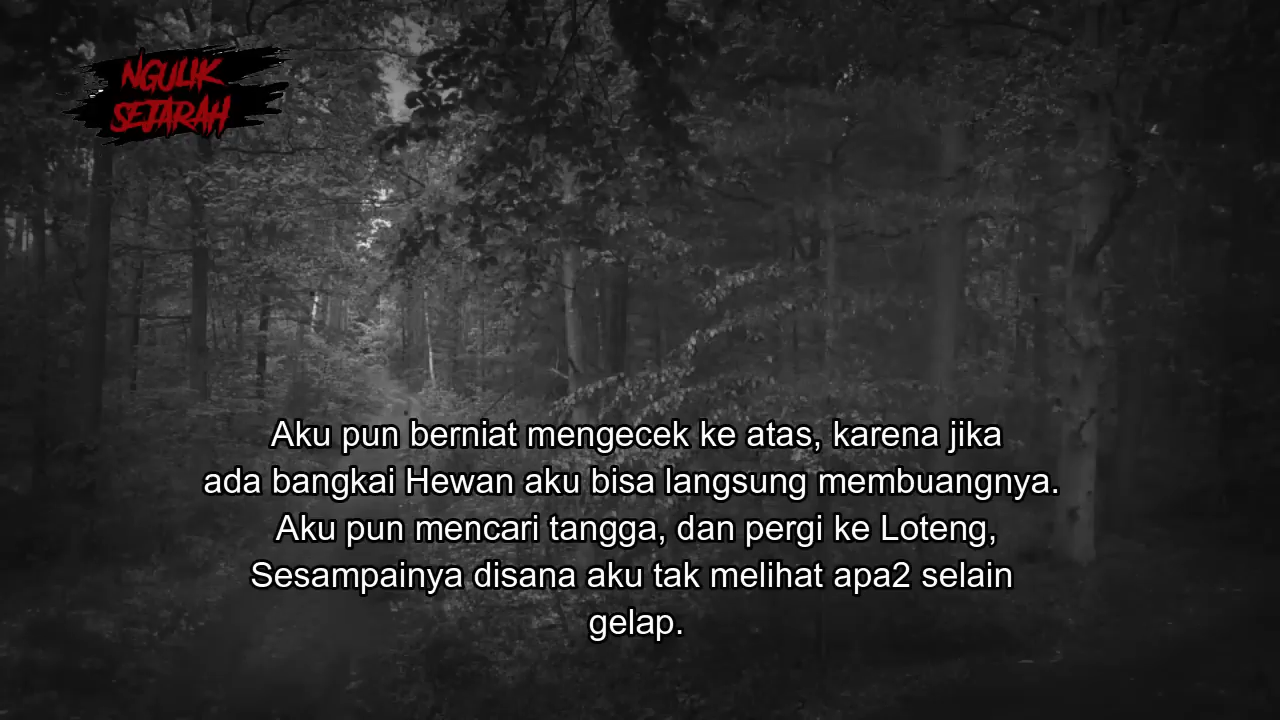 NGULIK
SEJARAH
Aku pun berniat mengecek ke atas, karena jika
ada bangkai Hewan aku bisa langsung membuangnya.
Aku pun mencari tangga, dan pergi ke Loteng,
Sesampainya disana aku tak melihat apa2 selain
gelap.